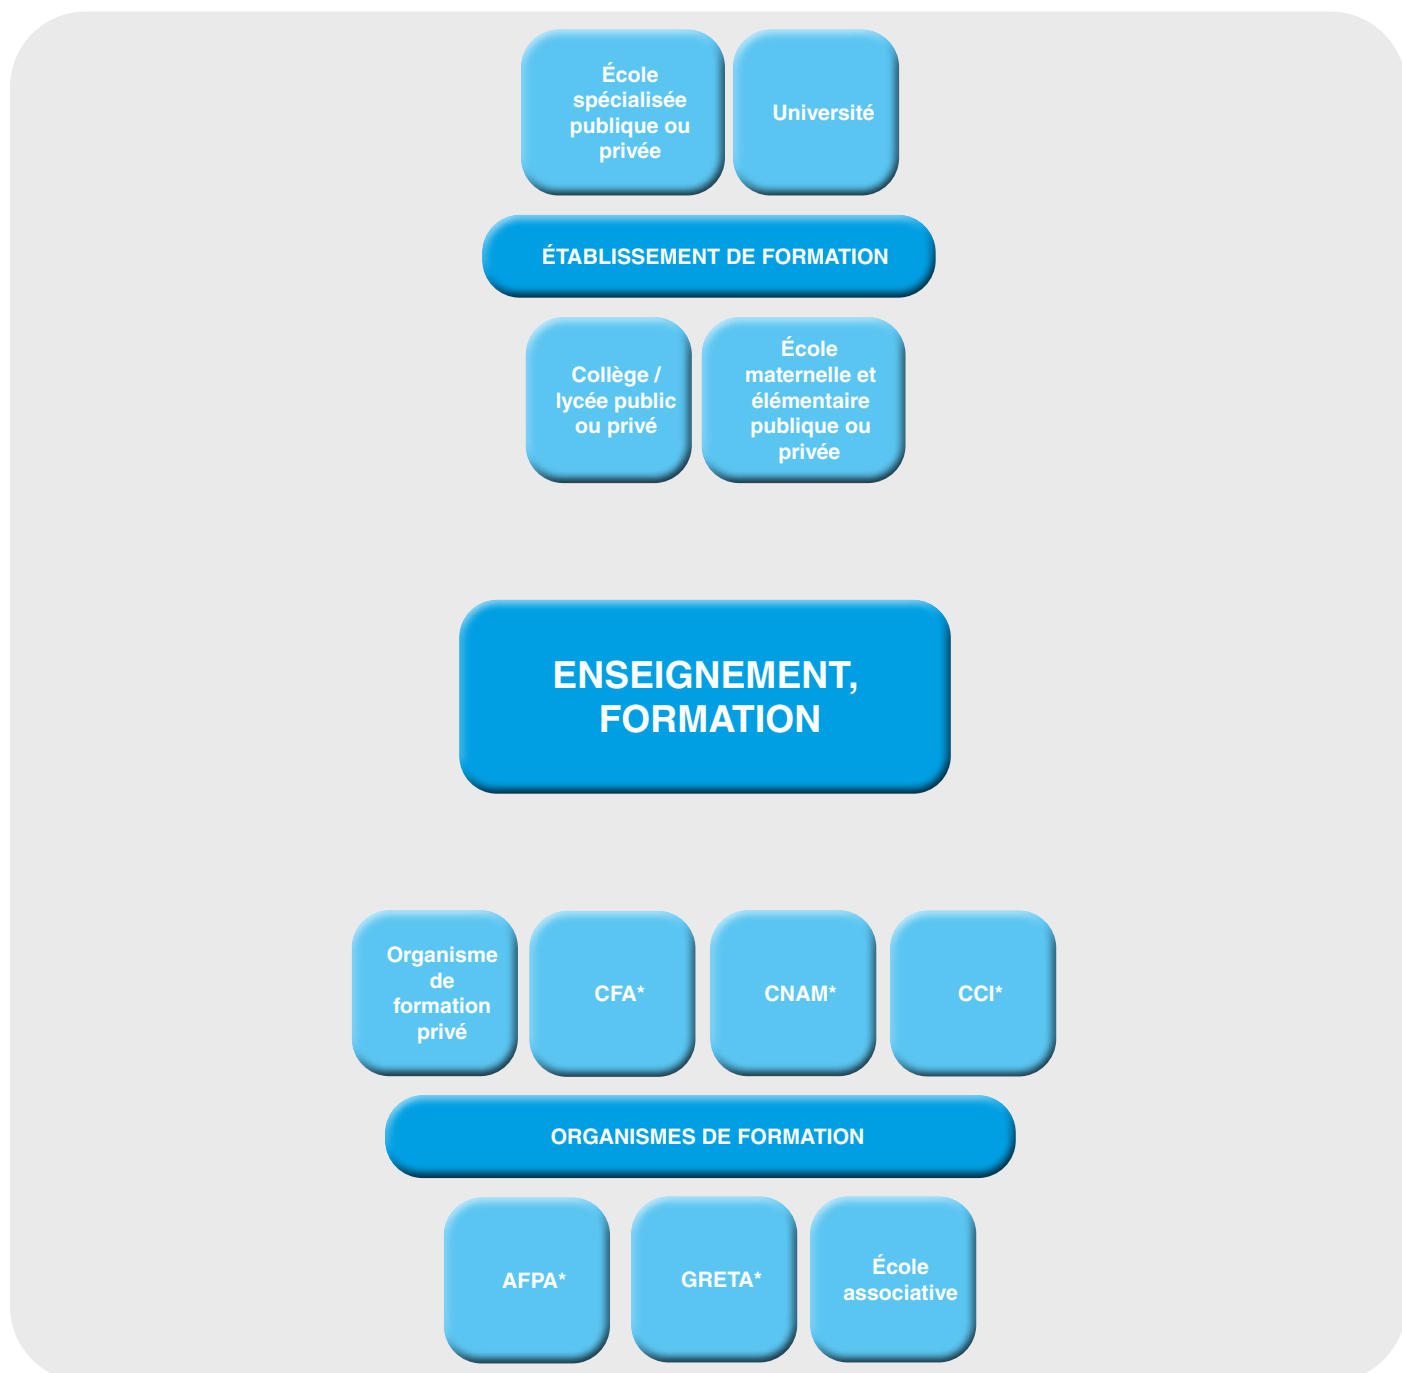 École
spécialisée
publique ou
privée
Université
ÉTABLISSEMENT DE FORMATION
Collège /
lycée public
ou privé
École
maternelle et
élémentaire
publique ou
privée
ENSEIGNEMENT,
FORMATION
Organisme
de
formation
privé
CFA*
CNAM*
CCI*
ORGANISMES DE FORMATION
AFPA*
GRETA*
École
associative